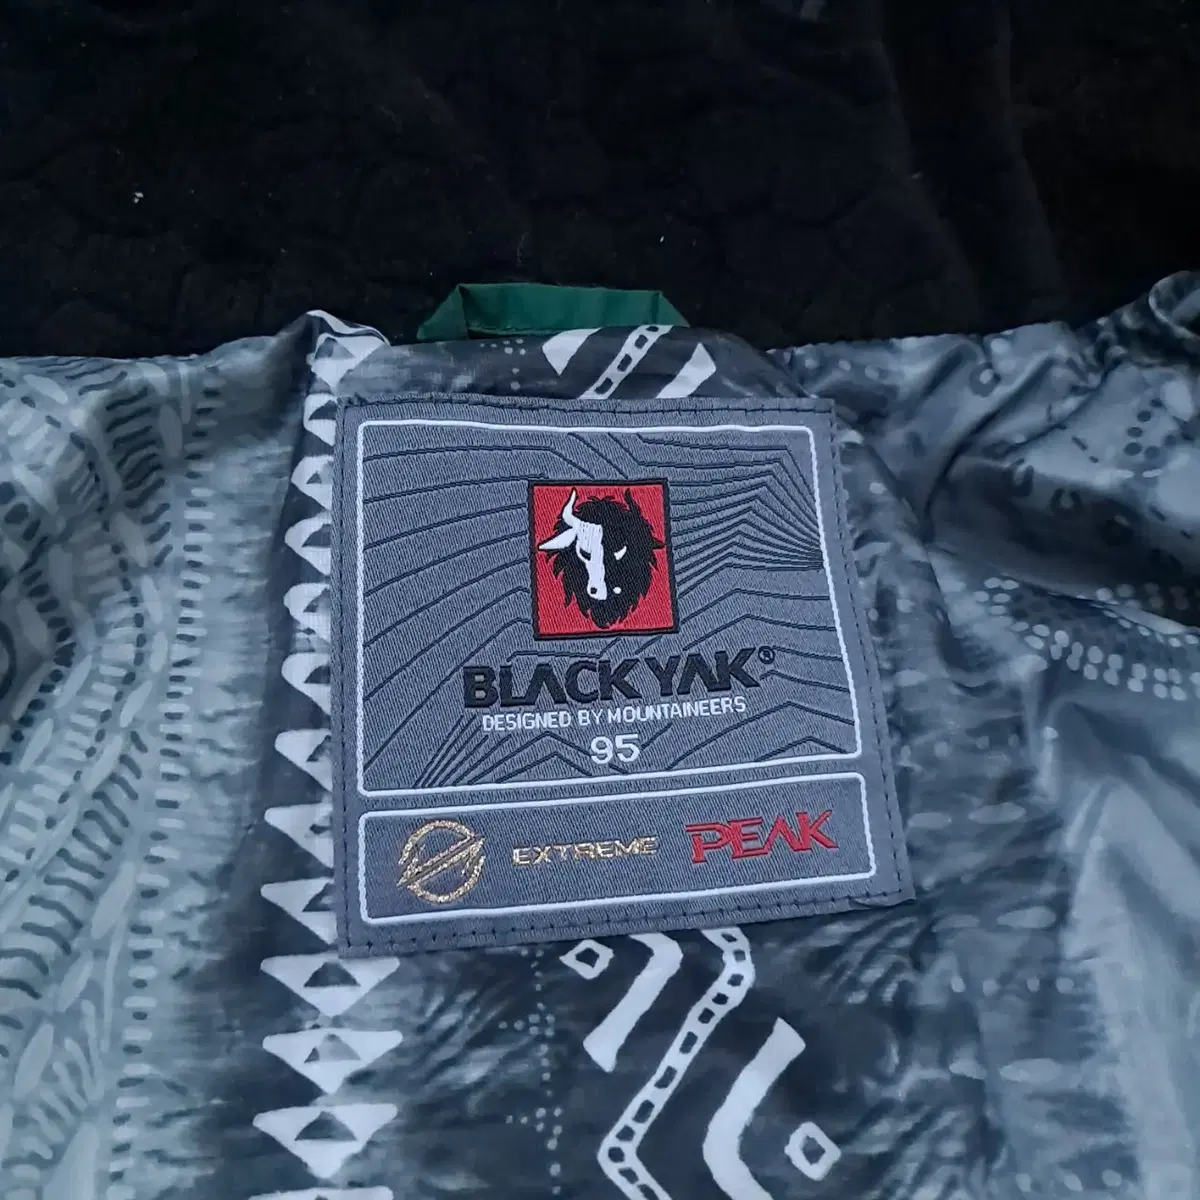 BLACKYAK®
DESIGNED BY MOUNTAINEERS
95
EXTREME PEAK